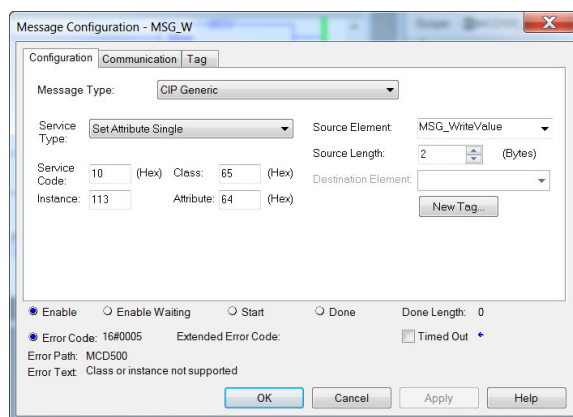 Message Configuration - MSG_W
Configuration Communication Tag
Message Type: CIP Generic
Service Type: Set Attribute Single Source Element: MSG_WriteValue
Source Length: 2 (Bytes)
Service Code: 10 (Hex) Class: 65 (Hex) Destination Element:
Instance: 113 Attribute: 64 (Hex) New Tag...
Enable Enable Waiting Start Done Done Length: 0
Error Code: 16#0005 Extended Error Code: Timed Out
Error Path: MCD500
Error Text: Class or instance not supported
OK Cancel Apply Help